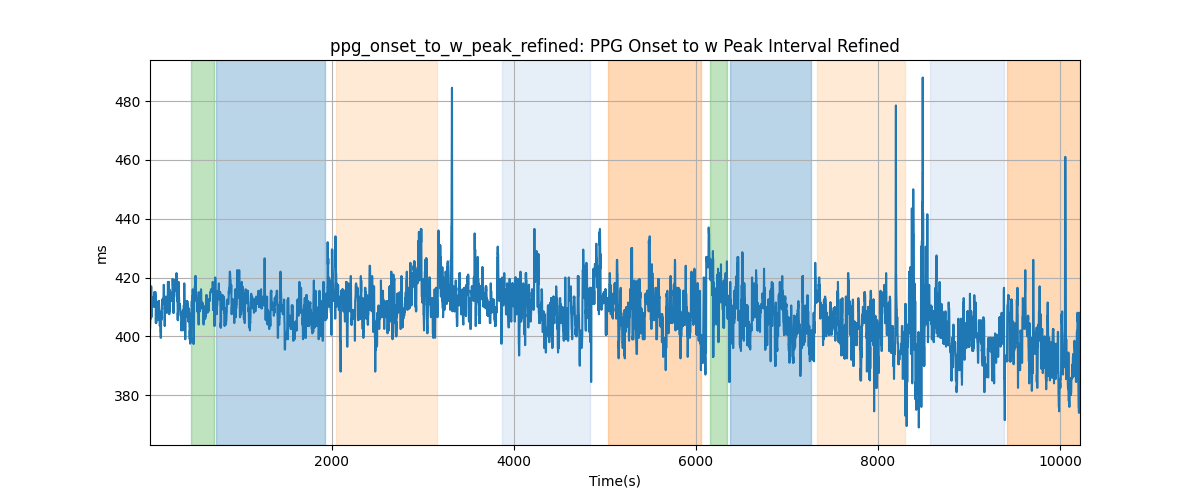 ppg_onset_to_w_peak_refined: PPG Onset to w Peak Interval Refined
480
460
440
420
400
380
ms
2000 4000 6000 8000 10000
Time(s)